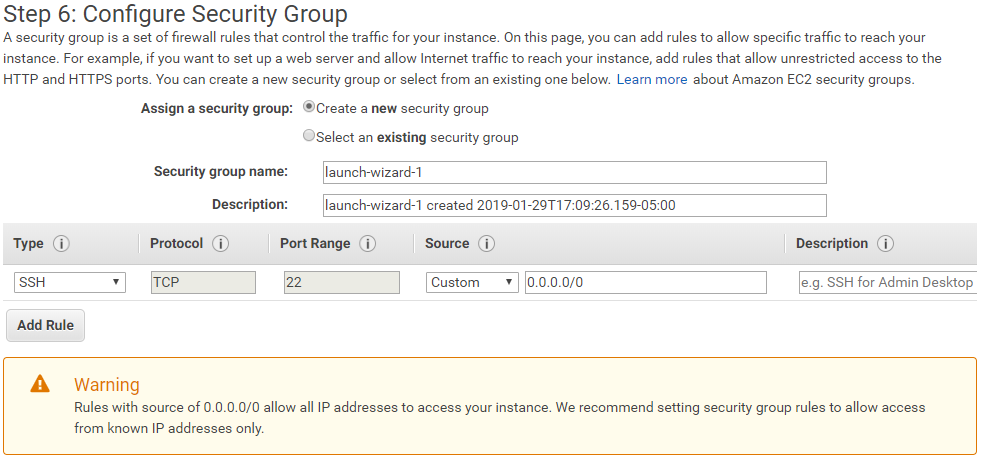 Step 6: Configure Security Group
A security group is a set of firewall rules that control the traffic for your instance. On this page, you can add rules to allow specific traffic to reach your
instance. For example, if you want to set up a web server and allow Internet traffic to reach your instance, add rules that allow unrestricted access to the
HTTP and HTTPS ports. You can create a new security group or select from an existing one below. Learn more about Amazon EC2 security groups.
Assign a security group: Create a new security group
Select an existing security group
Security group name: launch-wizard-1
Description: launch-wizard-1 created 2019-01-29T17:09:26.159-05:00
Type i Protocol i Port Range i Source i Description i
SSH TCP 22 Custom 0.0.0.0/0 e.g. SSH for Admin Desktop
Add Rule
Warning
Rules with source of 0.0.0.0/0 allow all IP addresses to access your instance. We recommend setting security group rules to allow access
from known IP addresses only.